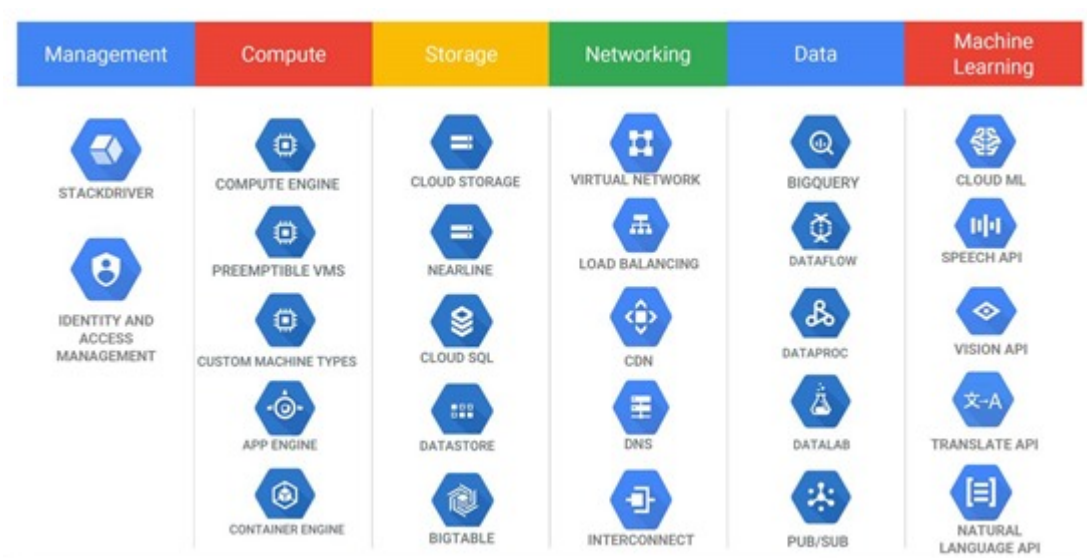 Management
Compute
Storage
Networking
Data
Machine
Learning
STACKDRIVER
IDENTITY AND
ACCESS
MANAGEMENT
COMPUTE ENGINE
PREEMPTIBLE VMS
CUSTOM MACHINE TYPES
APP ENGINE
CONTAINER ENGINE
CLOUD STORAGE
NEARLINE
CLOUD SQL
DATASTORE
BIGTABLE
VIRTUAL NETWORK
LOAD BALANCING
CDN
DNS
INTERCONNECT
BIGQUERY
DATAFLOW
DATAPROC
DATALAB
PUB/SUB
CLOUD ML
SPEECH API
VISION API
文→A
TRANSLATE API
NATURAL
LANGUAGE API